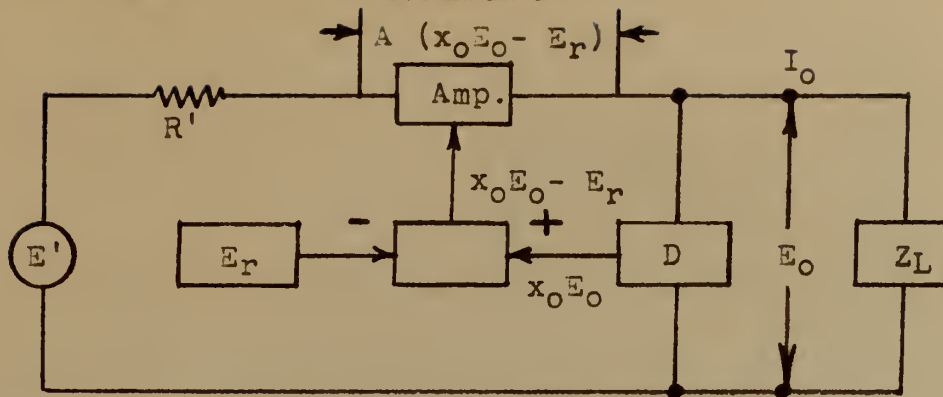 A (x₀E₀ - Eᵣ)
I₀
Amp.
R'
x₀E₀ - Eᵣ
- +
E'
Eᵣ
D
E₀
Z_L
x₀E₀